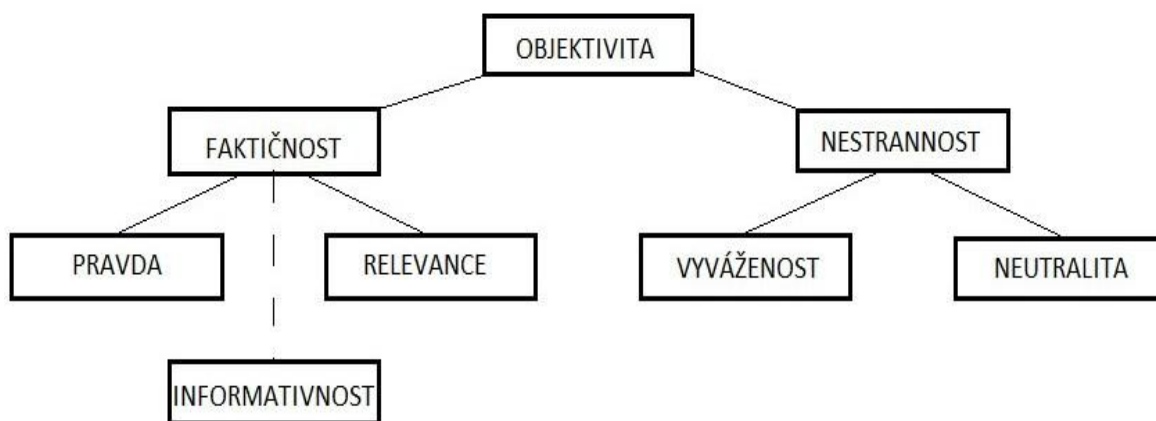 OBJEKTIVITA
FAKTIČNOST
NESTRANNOST
PRAVDA
RELEVANCE
VYVÁŽENOST
NEUTRALITA
INFORMATIVNOST